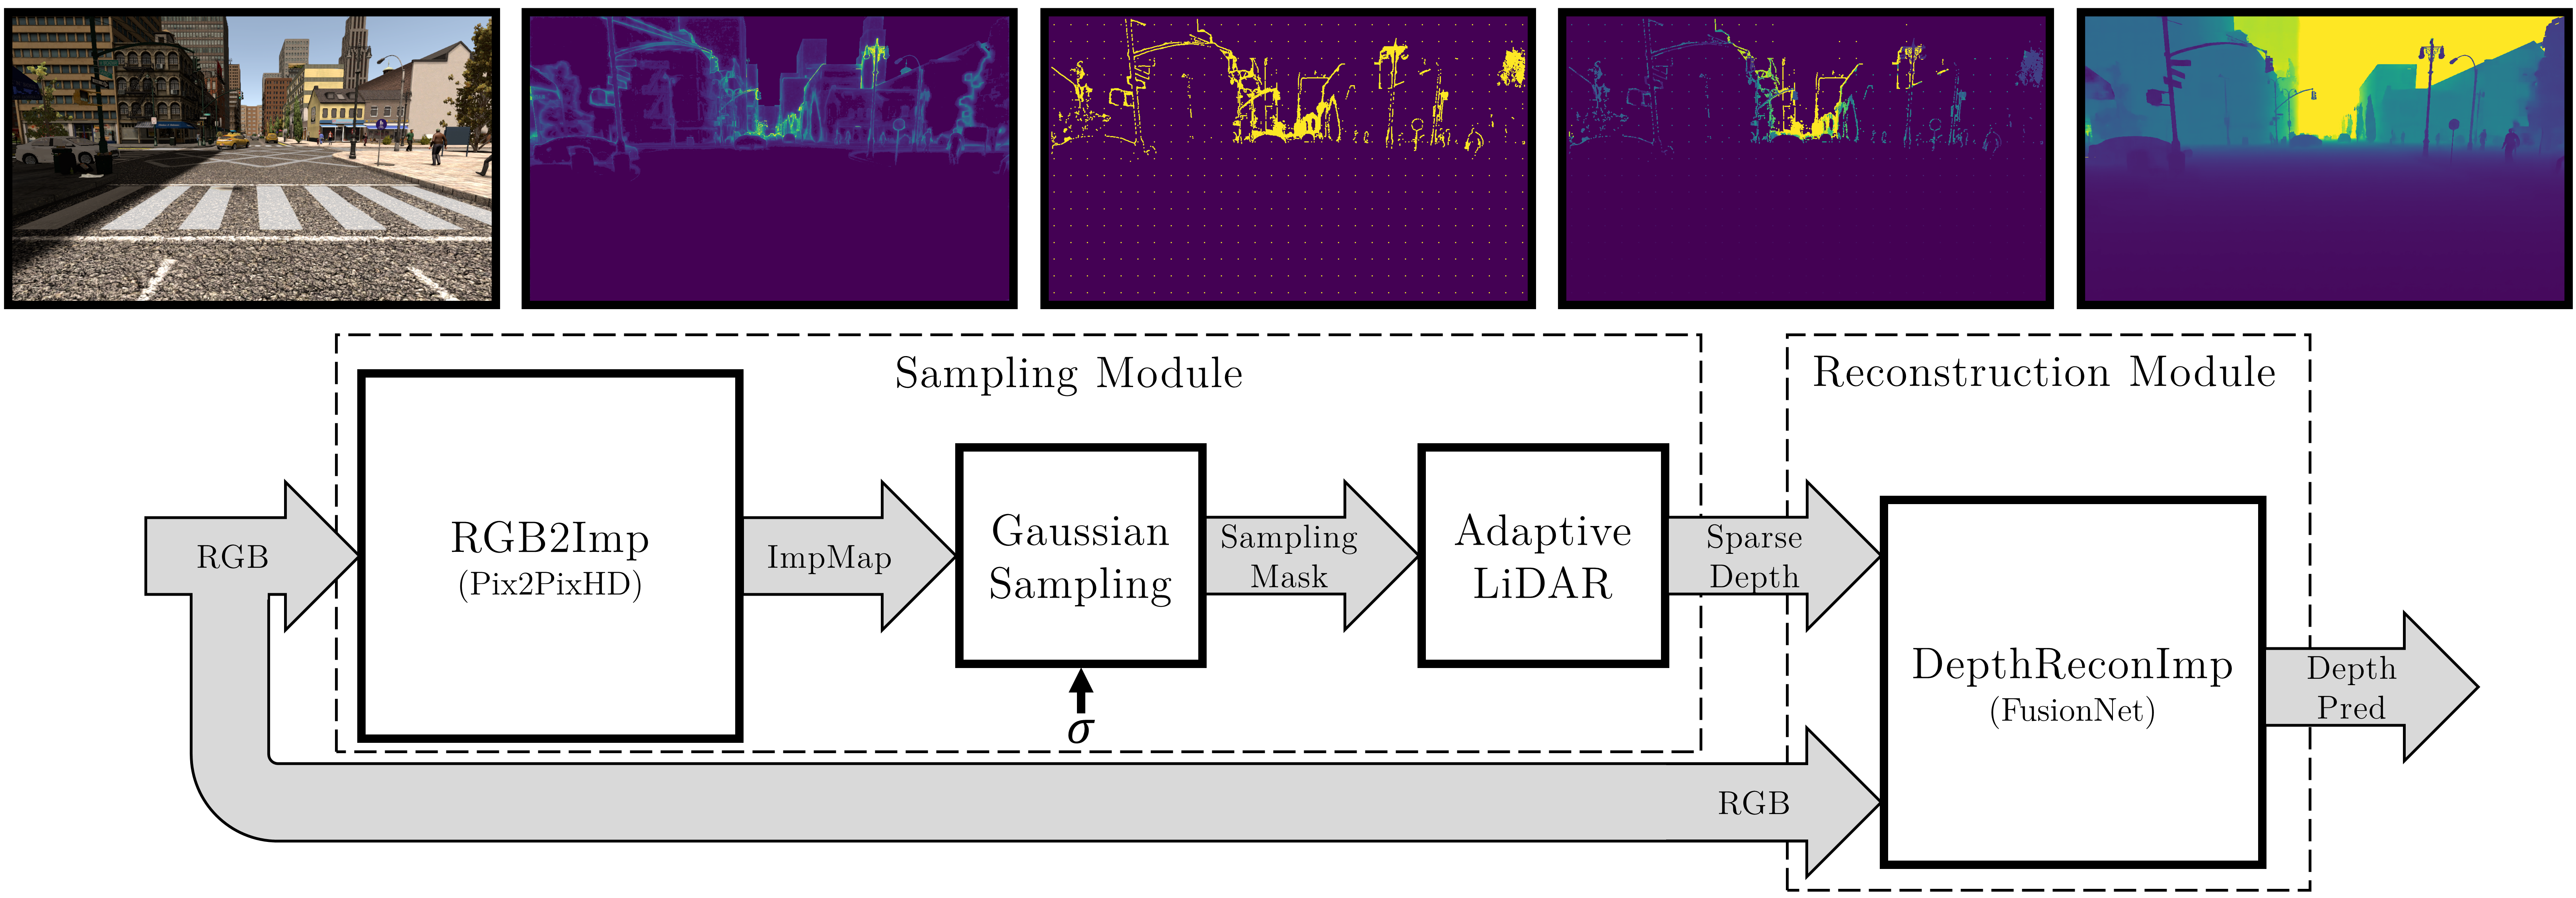 Sampling Module
Reconstruction Module
RGB
RGB2Imp
(Pix2PixHD)
ImpMap
Gaussian
Sampling
σ
Sampling
Mask
Adaptive
LiDAR
Sparse
Depth
RGB
DepthReconImp
(FusionNet)
Depth
Pred